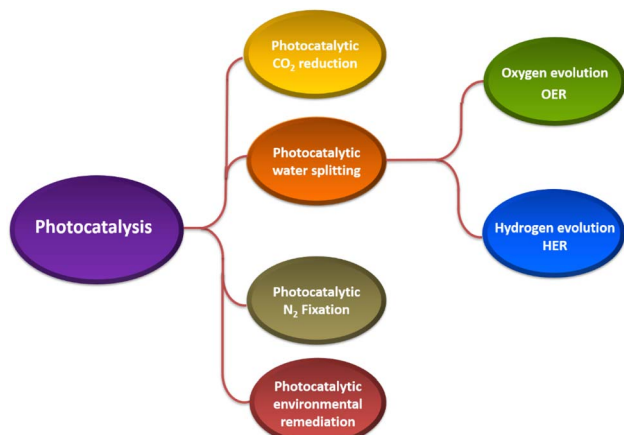 Photocatalysis
Photocatalytic
CO₂ reduction
Photocatalytic
water splitting
Photocatalytic
N₂ Fixation
Photocatalytic
environmental
remediation
Oxygen evolution
OER
Hydrogen evolution
HER